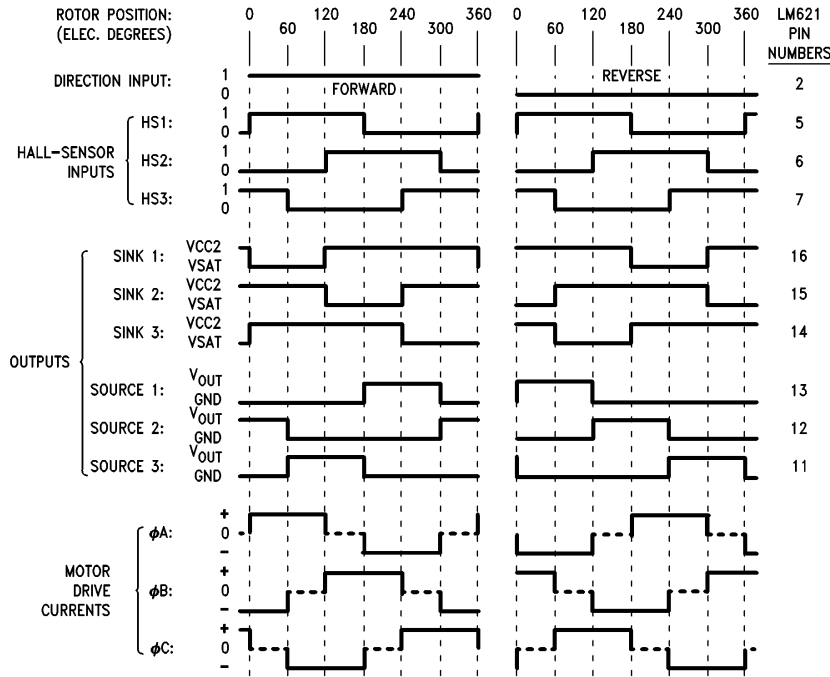 ROTOR POSITION: 0 120 240 360 0 120 240 360 LM621
(ELEC. DEGREES) 60 180 300 60 180 300 PIN
NUMBERS
DIRECTION INPUT: 1 FORWARD REVERSE 2
0
HS1: 1 5
0
HALL–SENSOR
INPUTS
HS2: 1 6
0
HS3: 1 7
0
OUTPUTS
SINK 1: VCC2 16
VSAT
SINK 2: VCC2 15
VSAT
SINK 3: VCC2 14
VSAT
SOURCE 1: VOUT 13
GND
SOURCE 2: VOUT 12
GND
SOURCE 3: VOUT 11
GND
MOTOR
DRIVE
CURRENTS
+
ϕA: 0
–
+
ϕB: 0
–
+
ϕC: 0
–